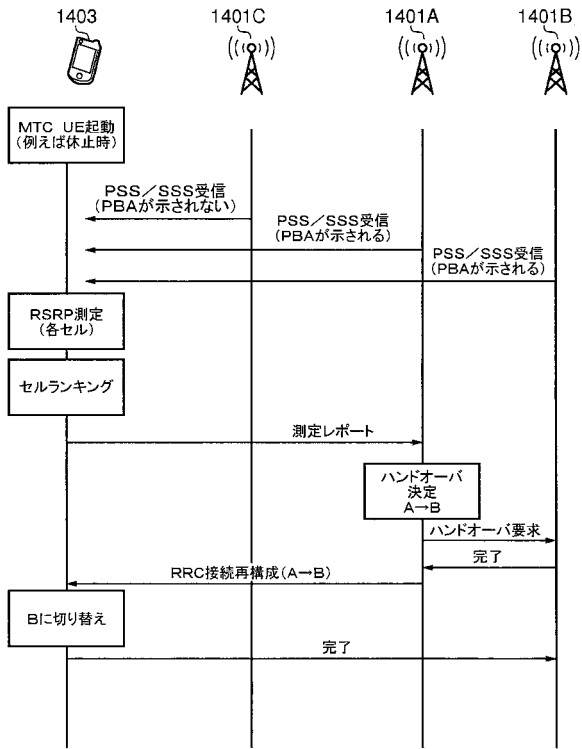 1403
1401C
1401A
1401B
MTC UE起動
(例えば休止時)
PSS／SSS受信
(PBAが示されない)
PSS／SSS受信
(PBAが示される)
PSS／SSS受信
(PBAが示される)
RSRP測定
(各セル)
セルランキング
測定レポート
ハンドオーバ
決定
A→B
ハンドオーバ要求
完了
RRC接続再構成(A→B)
Bに切り替え
完了